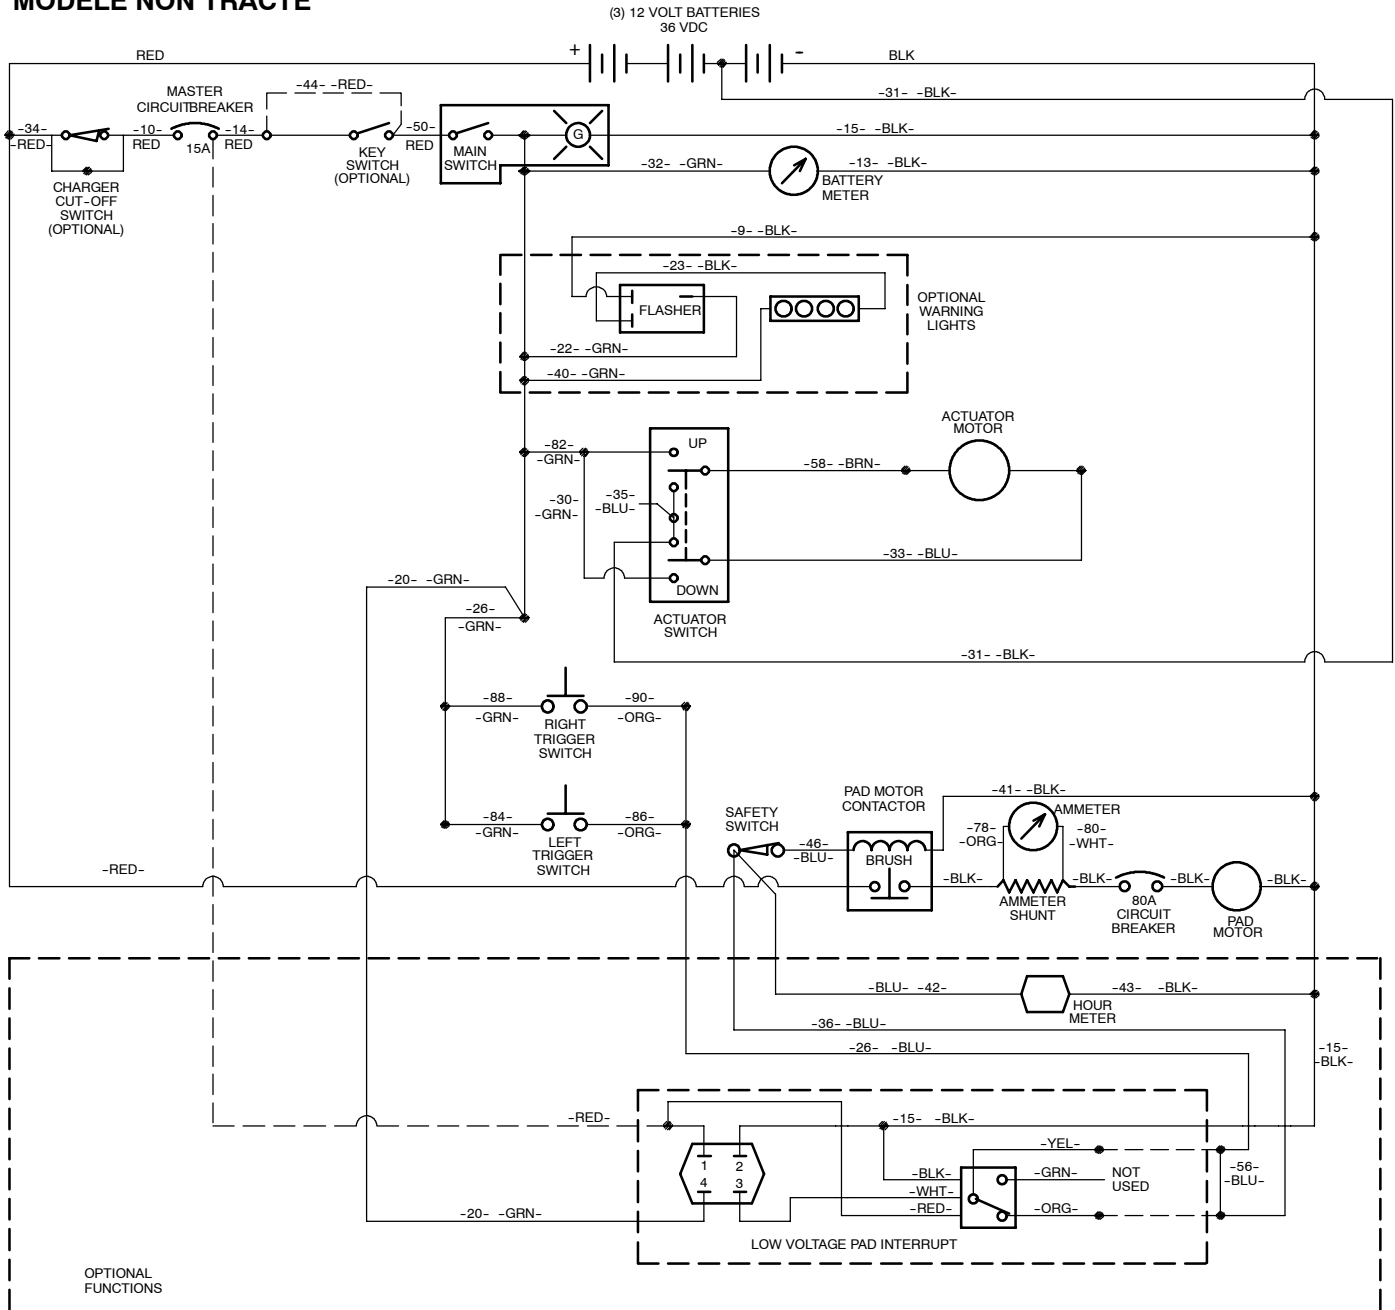 MODELE NON TRACTE
(3) 12 VOLT BATTERIES
36 VDC
+
-
RED
BLK
-31- -BLK-
-44- -RED-
MASTER
CIRCUITBREAKER
-34-
-RED-
-10-
RED
15A
-14-
RED
-50-
RED
KEY
SWITCH
(OPTIONAL)
MAIN
SWITCH
G
-15- -BLK-
-32- -GRN-
-13- -BLK-
BATTERY
METER
CHARGER
CUT-OFF
SWITCH
(OPTIONAL)
-9- -BLK-
-23- -BLK-
FLASHER
OPTIONAL
WARNING
LIGHTS
-22- -GRN-
-40- -GRN-
ACTUATOR
MOTOR
-82-
-GRN-
UP
-58- -BRN-
-30-
-GRN-
-35-
-BLU-
-33- -BLU-
DOWN
ACTUATOR
SWITCH
-20- -GRN-
-26-
-GRN-
-31- -BLK-
-88-
-GRN-
-90-
-ORG-
RIGHT
TRIGGER
SWITCH
-84-
-GRN-
-86-
-ORG-
LEFT
TRIGGER
SWITCH
SAFETY
SWITCH
PAD MOTOR
CONTACTOR
-41- -BLK-
AMMETER
-78-
-ORG-
-80-
-WHT-
-46-
-BLU-
BRUSH
-RED-
-BLK-
-BLK-
-BLK-
-BLK-
AMMETER
SHUNT
80A
CIRCUIT
BREAKER
PAD
MOTOR
-BLU- -42-
-43- -BLK-
HOUR
METER
-36- -BLU-
-26- -BLU-
-15-
-BLK-
-RED-
-15- -BLK-
-YEL-
1
2
4
3
-BLK-
-GRN-
NOT
USED
-56-
-BLU-
-WHT-
-RED-
-ORG-
-20- -GRN-
LOW VOLTAGE PAD INTERRUPT
OPTIONAL
FUNCTIONS